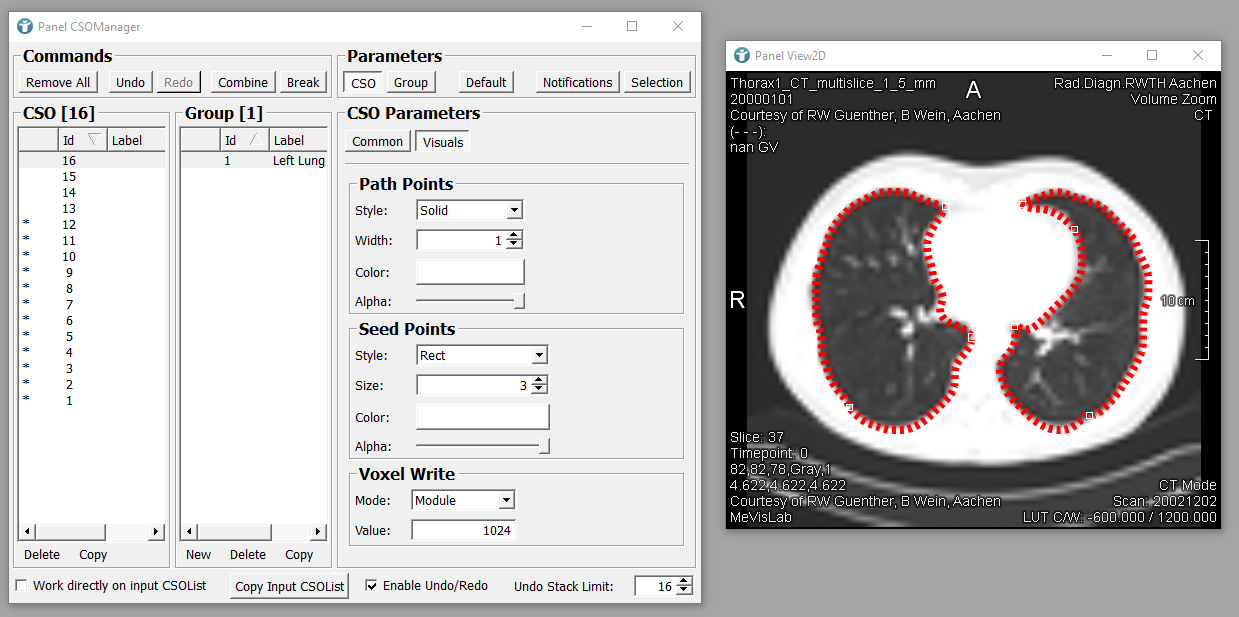 Panel CSOManager
Commands
Remove All Undo Redo Combine Break
Parameters
CSO Group Default Notifications Selection
CSO [16]
Id Label
16
15
14
13
* 12
* 11
* 10
* 9
* 8
* 7
* 6
* 5
* 4
* 3
* 2
* 1
Delete Copy
Group [1]
Id Label
1 Left Lung
New Delete Copy
CSO Parameters
Common Visuals
Path Points
Style: Solid
Width: 1
Color:
Alpha:
Seed Points
Style: Rect
Size: 3
Color:
Alpha:
Voxel Write
Mode: Module
Value: 1024
Work directly on input CSOList Copy Input CSOList Enable Undo/Redo Undo Stack Limit: 16
Panel View2D
Thorax1_CT_multislice_1_5_mm
20000101
Courtesy of RW Guenther, B Wein, Aachen
(- - -):
nan GV
A
Rad.Diagn.RWTH Aachen
Volume Zoom
CT
R
10 cm
Slice: 37
Timepoint: 0
82,82,78,Gray,1
4.622,4.622,4.622
Courtesy of RW Guenther, B Wein, Aachen
MeVisLab
CT Mode
Scan: 20021202
LUT C/W: -600.000 / 1200.000